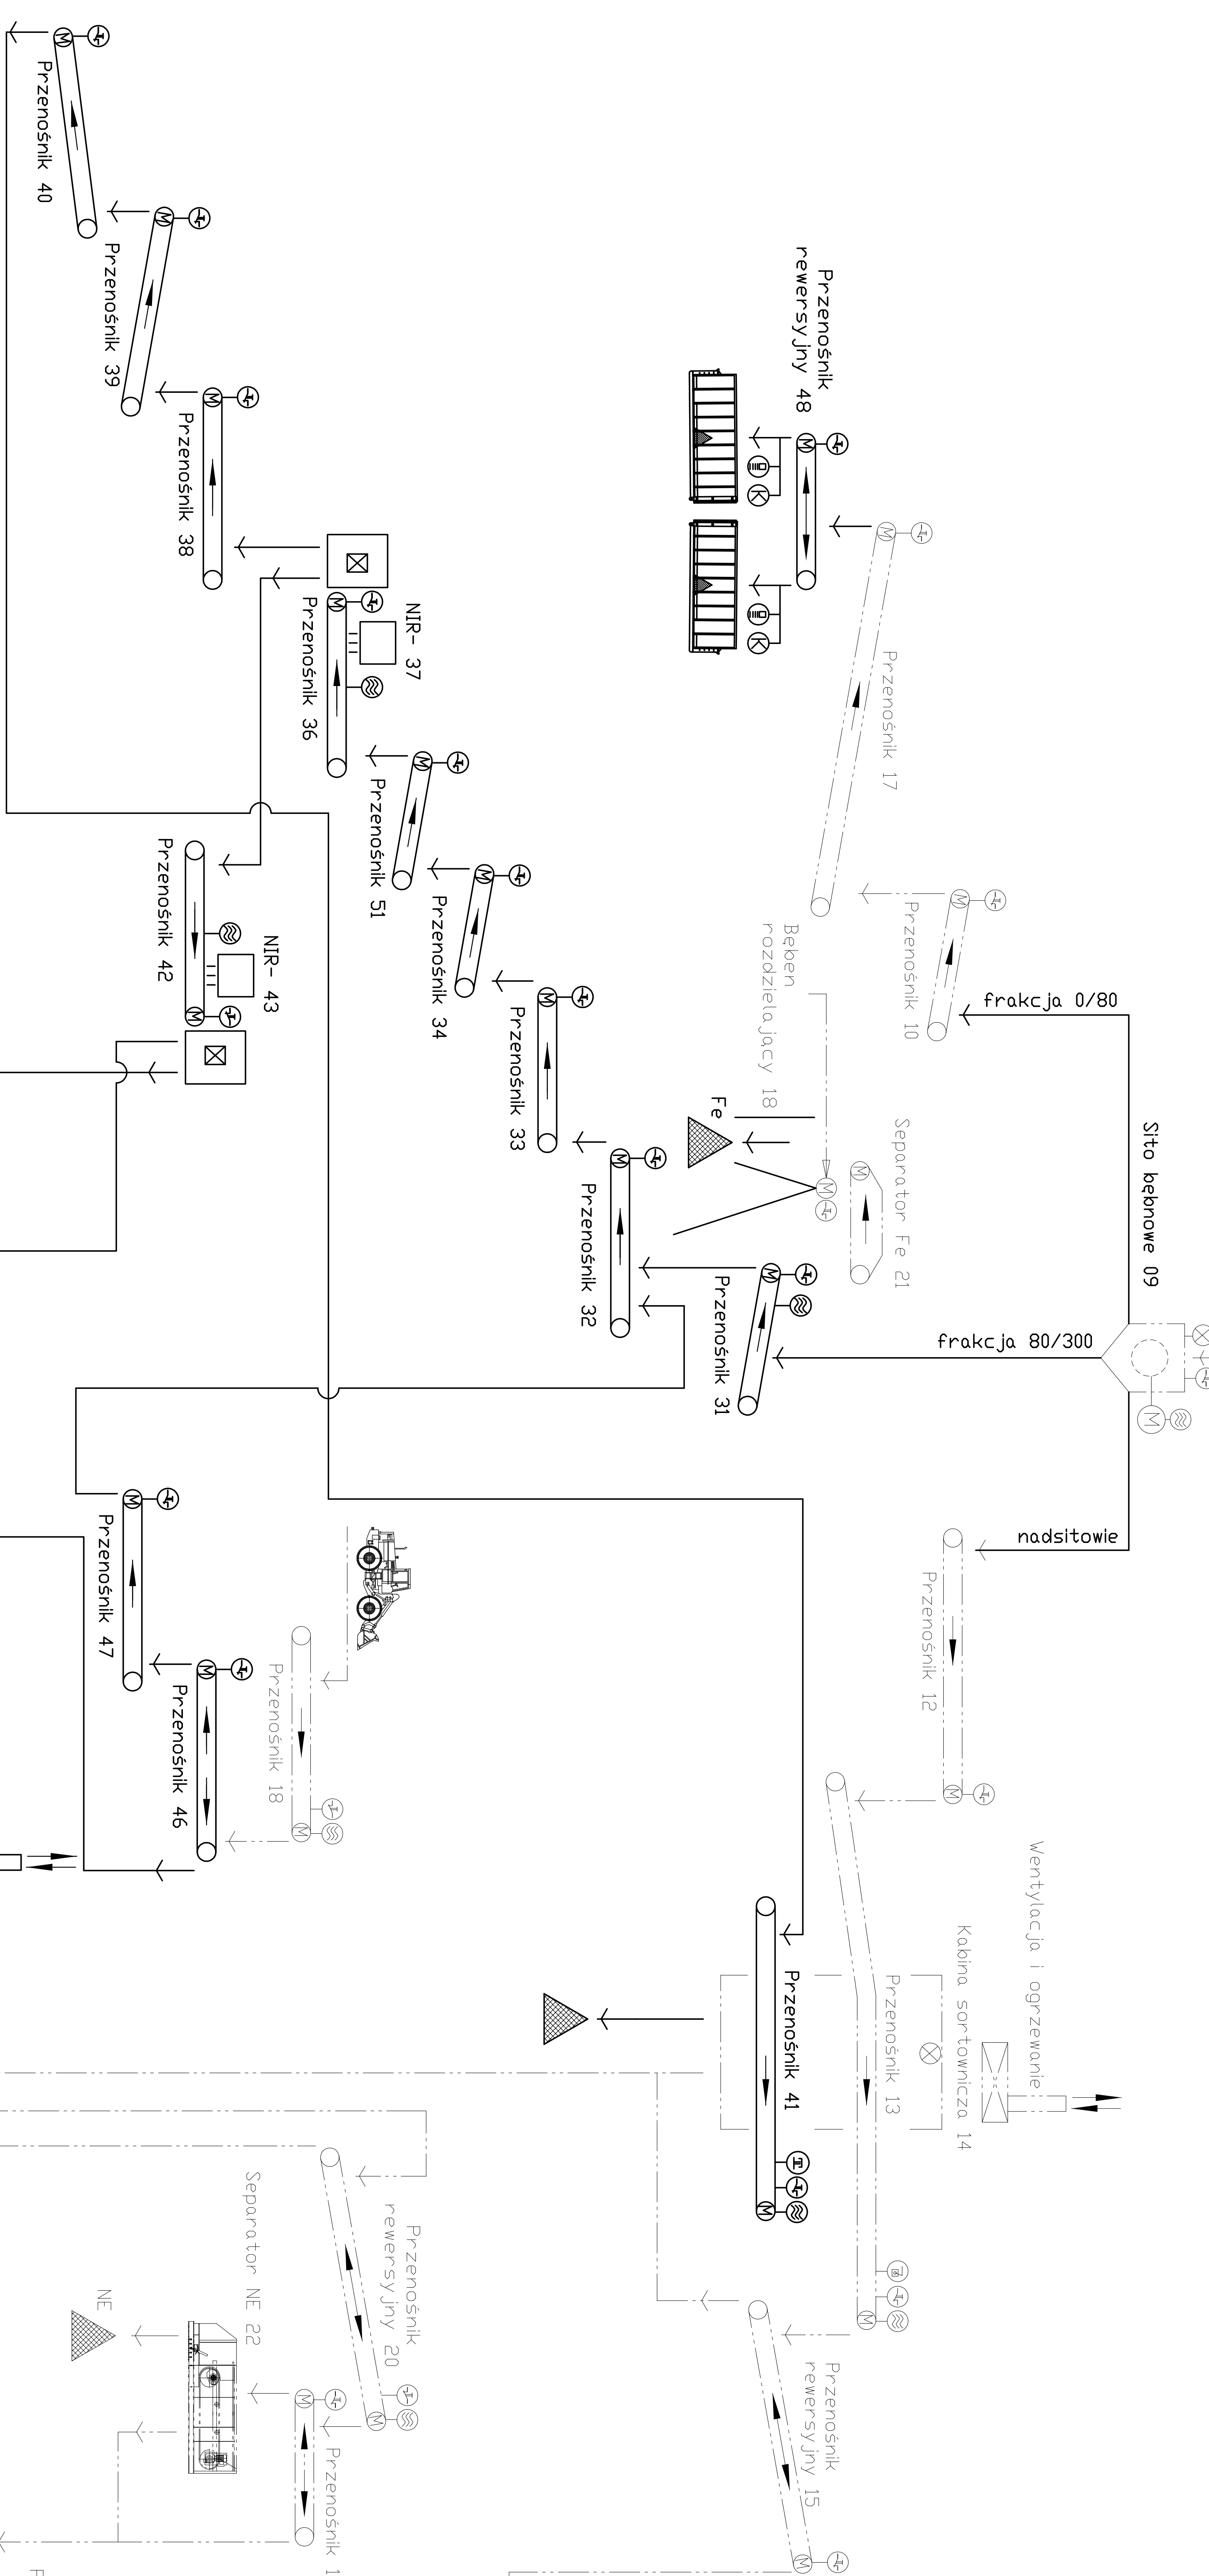 Sito bębnowe 09
frakcja 0/80
frakcja 80/300
nadsitowie
Wentylacja i ogrzewanie
Kabina sortownicza 14
Przenośnik 10
Przenośnik 12
Przenośnik 17
Separator Fe 21
Przenośnik 13
Przenośnik
rewersyjny 48
Bęben
rozdzielający 18
Przenośnik
rewersyjny 15
Przenośnik 41
Fe
Przenośnik 31
Przenośnik 32
Przenośnik 33
Przenośnik 34
Przenośnik 51
NIR- 37
Przenośnik 36
Przenośnik
rewersyjny 20
Przenośnik 1
Przenośnik 18
NIR- 43
Separator NE 22
Przenośnik 38
Przenośnik 42
Przenośnik 46
Przenośnik 39
Przenośnik 47
NE
Przenośnik 40
M
K
K
T